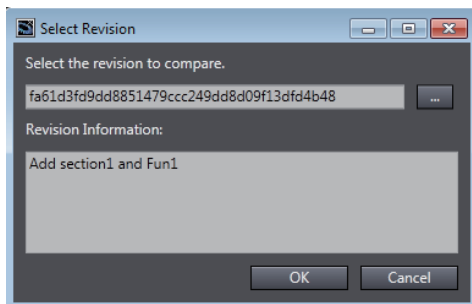 Select Revision
Select the revision to compare.
fa61d3fd9dd8851479ccc249dd8d09f13dfd4b48
...
Revision Information:
Add section1 and Fun1
OK
Cancel